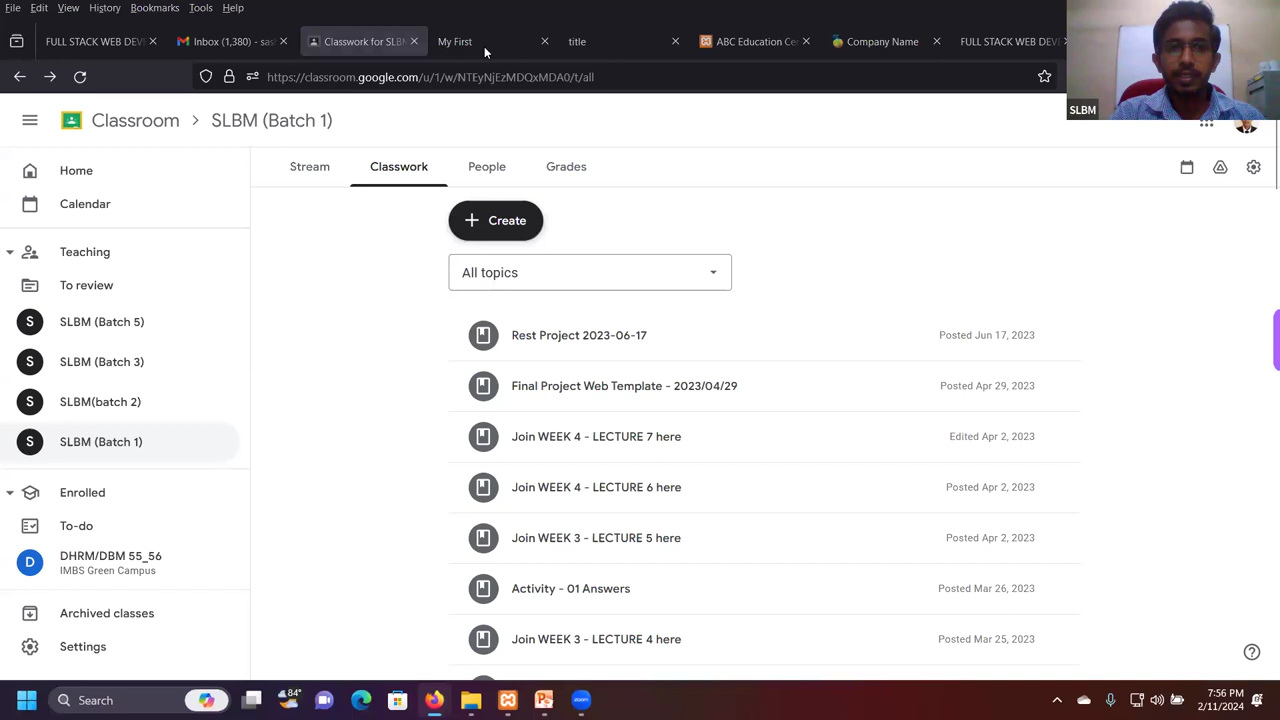 File Edit View History Bookmarks Tools Help
FULL STACK WEB DEV
Inbox (1,380) - sas
Classwork for SLBM
My First
title
ABC Education Ce
Company Name
FULL STACK WEB DEV
https://classroom.google.com/u/1/w/NTEyNjEzMDQxMDA0/t/all
SLBM
Classroom > SLBM (Batch 1)
Home
Calendar
Teaching
To review
S SLBM (Batch 5)
S SLBM (Batch 3)
S SLBM(batch 2)
S SLBM (Batch 1)
Enrolled
To-do
D DHRM/DBM 55_56
IMBS Green Campus
Archived classes
Settings
Stream Classwork People Grades
+ Create
All topics
Rest Project 2023-06-17 Posted Jun 17, 2023
Final Project Web Template - 2023/04/29 Posted Apr 29, 2023
Join WEEK 4 - LECTURE 7 here Edited Apr 2, 2023
Join WEEK 4 - LECTURE 6 here Posted Apr 2, 2023
Join WEEK 3 - LECTURE 5 here Posted Apr 2, 2023
Activity - 01 Answers Posted Mar 26, 2023
Join WEEK 3 - LECTURE 4 here Posted Mar 25, 2023
Search
84°
zoom
7:56 PM
2/11/2024